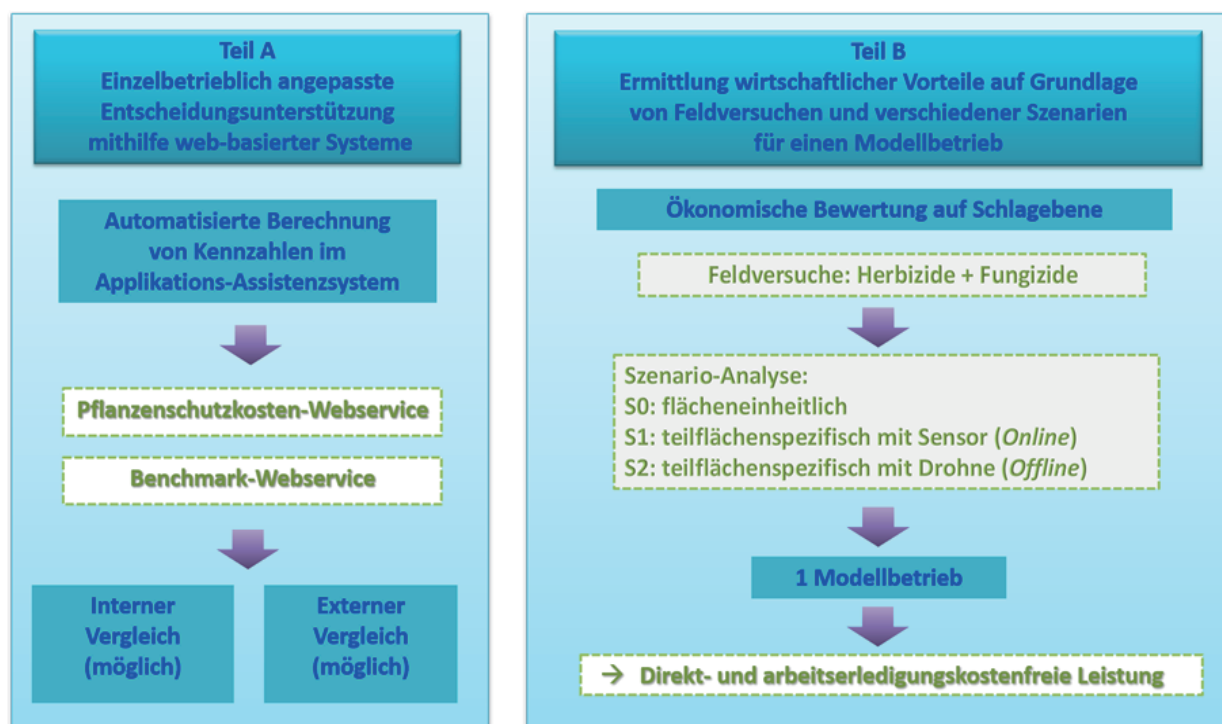 Teil A
Einzelbetrieblich angepasste
Entscheidungsunterstützung
mithilfe web-basierter Systeme
Automatisierte Berechnung
von Kennzahlen im
Applikations-Assistenzsystem
Pflanzenschutzkosten-Webservice
Benchmark-Webservice
Interner
Vergleich
(möglich)
Externer
Vergleich
(möglich)
Teil B
Ermittlung wirtschaftlicher Vorteile auf Grundlage
von Feldversuchen und verschiedener Szenarien
für einen Modellbetrieb
Ökonomische Bewertung auf Schlagebene
Feldversuche: Herbizide + Fungizide
Szenario-Analyse:
S0: flächeneinheitlich
S1: teilflächenspezifisch mit Sensor (Online)
S2: teilflächenspezifisch mit Drohne (Offline)
1 Modellbetrieb
→ Direkt- und arbeitserledigungskostenfreie Leistung